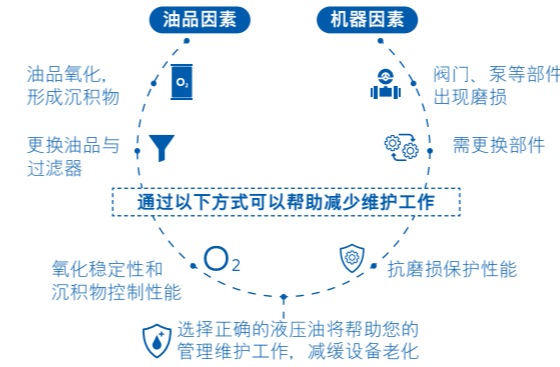 油品因素
机器因素
油品氧化，
形成沉积物
O₂
阀门、泵等部件
出现磨损
更换油品与
过滤器
需更换部件
通过以下方式可以帮助减少维护工作
氧化稳定性和
沉积物控制性能
O2
抗磨损保护性能
选择正确的液压油将帮助您的
管理维护工作，减缓设备老化